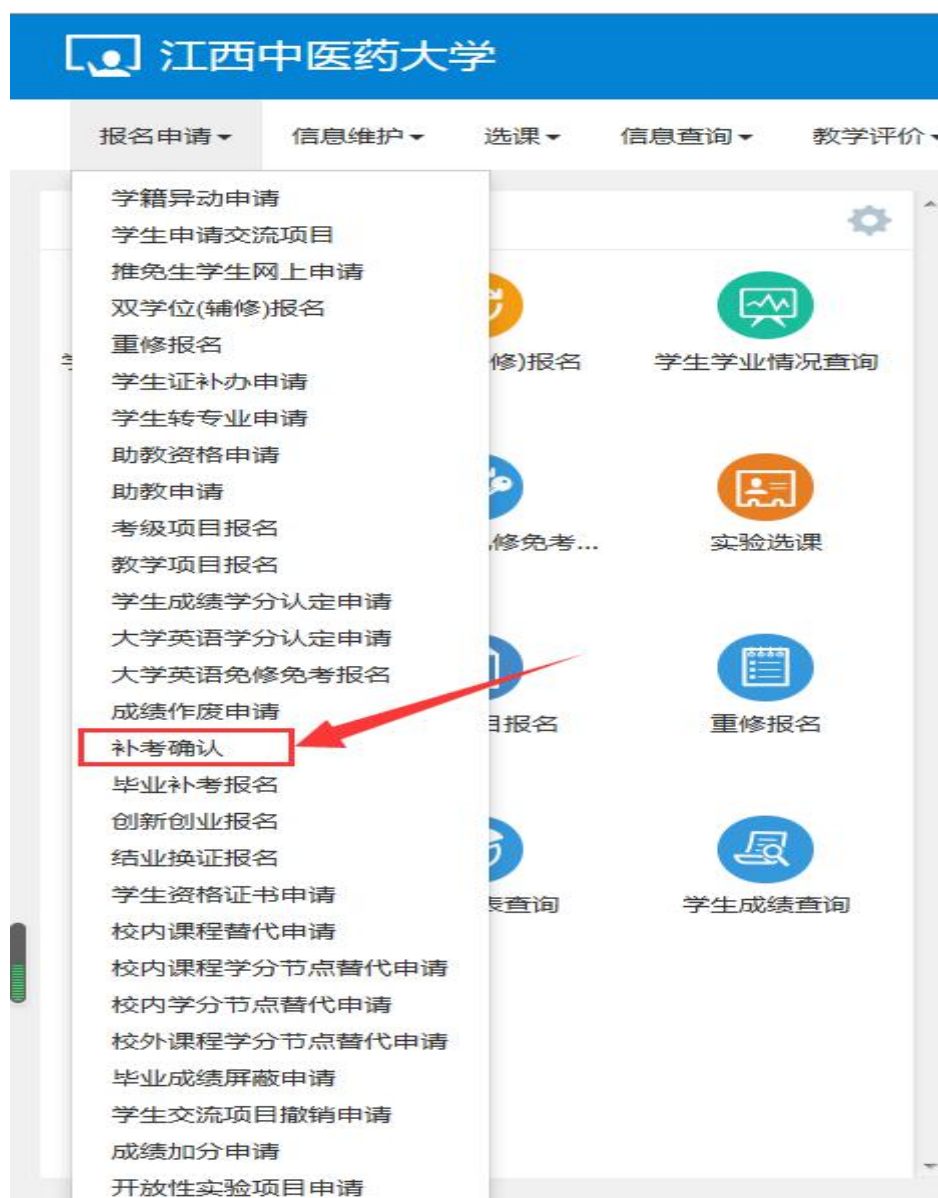 江西中医药大学
报名申请 信息维护 选课 信息查询 教学评价
学籍异动申请
学生申请交流项目
推免生学生网上申请
双学位(辅修)报名
重修报名
学生证补办申请
学生转专业申请
助教资格申请
助教申请
考级项目报名
教学项目报名
学生成绩学分认定申请
大学英语学分认定申请
大学英语免修免考报名
成绩作废申请
补考确认
毕业补考报名
创新创业报名
结业换证报名
学生资格证书申请
校内课程替代申请
校内课程学分节点替代申请
校内学分节点替代申请
校外课程学分节点替代申请
毕业成绩屏蔽申请
学生交流项目撤销申请
成绩加分申请
开放性实验项目申请
修)报名 学生学业情况查询
修免考... 实验选课
目报名 重修报名
表查询 学生成绩查询